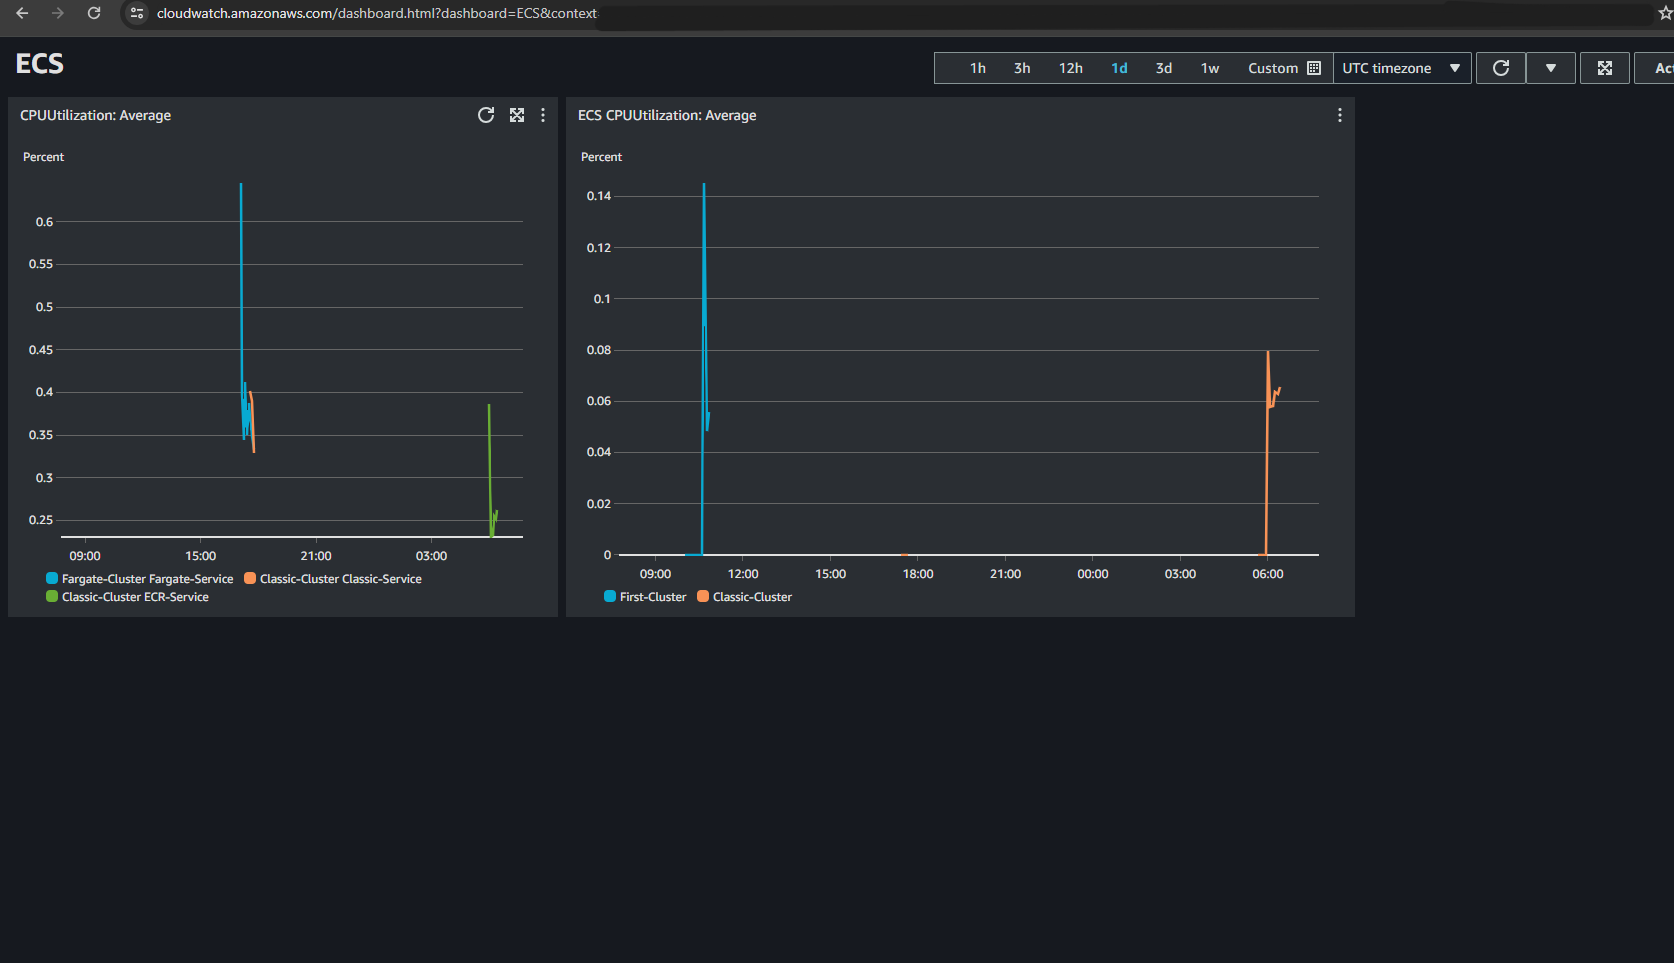 cloudwatch.amazonaws.com/dashboard.html?dashboard=ECS&context
ECS
1h 3h 12h 1d 3d 1w Custom UTC timezone Act
CPUUtilization: Average
Percent
0.6
0.55
0.5
0.45
0.4
0.35
0.3
0.25
09:00 15:00 21:00 03:00
Fargate-Cluster Fargate-Service Classic-Cluster Classic-Service
Classic-Cluster ECR-Service
ECS CPUUtilization: Average
Percent
0.14
0.12
0.1
0.08
0.06
0.04
0.02
0
09:00 12:00 15:00 18:00 21:00 00:00 03:00 06:00
First-Cluster Classic-Cluster